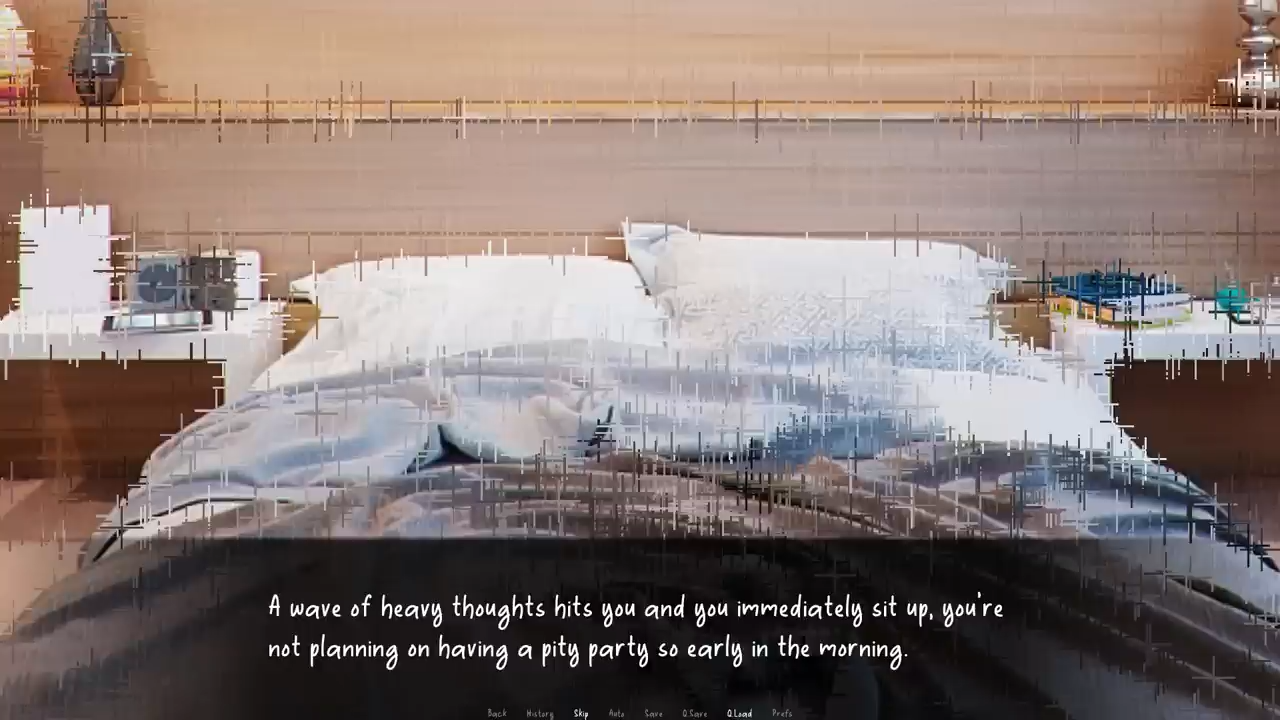 A wave of heavy thoughts hits you and you immediately sit up, you're
not planning on having a pity party so early in the morning.
Back History Skip Auto Save Q.Save Q.Load Prefs